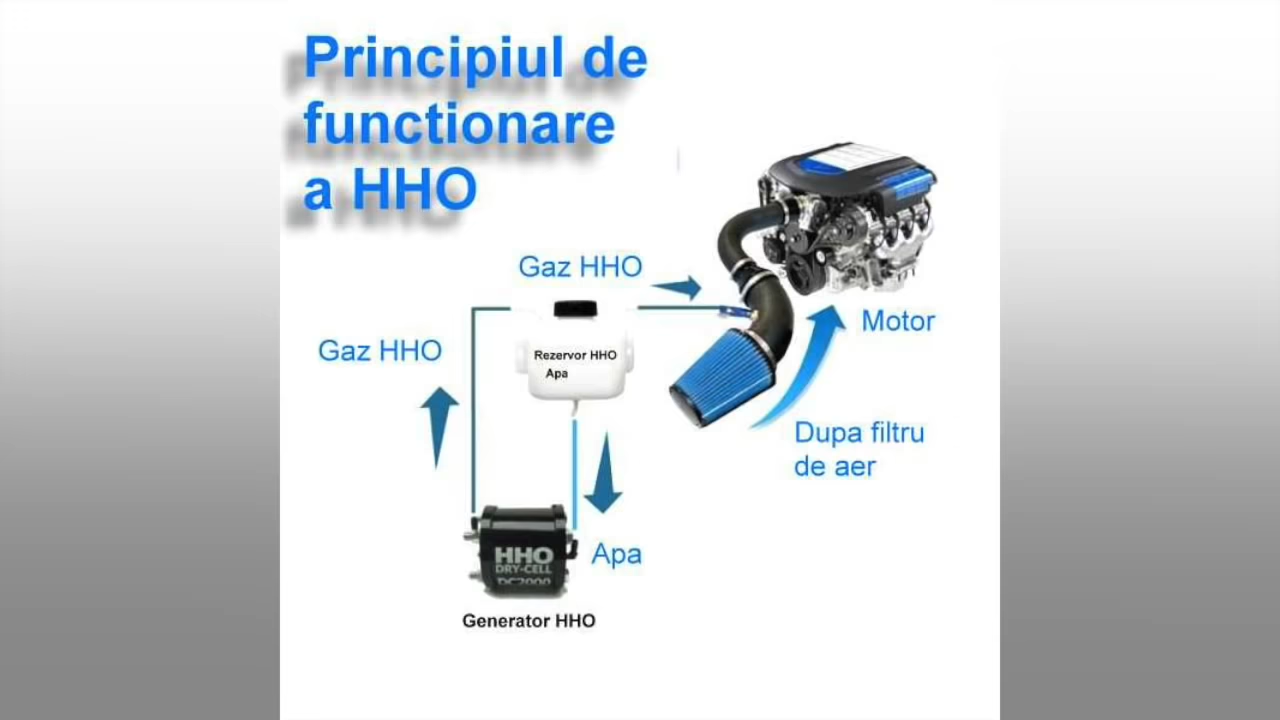 Principiul de
functionare
a HHO
Gaz HHO
Gaz HHO
Rezervor HHO
Apa
Motor
Dupa filtru
de aer
HHO
DRY-CELL
DC2000
Apa
Generator HHO